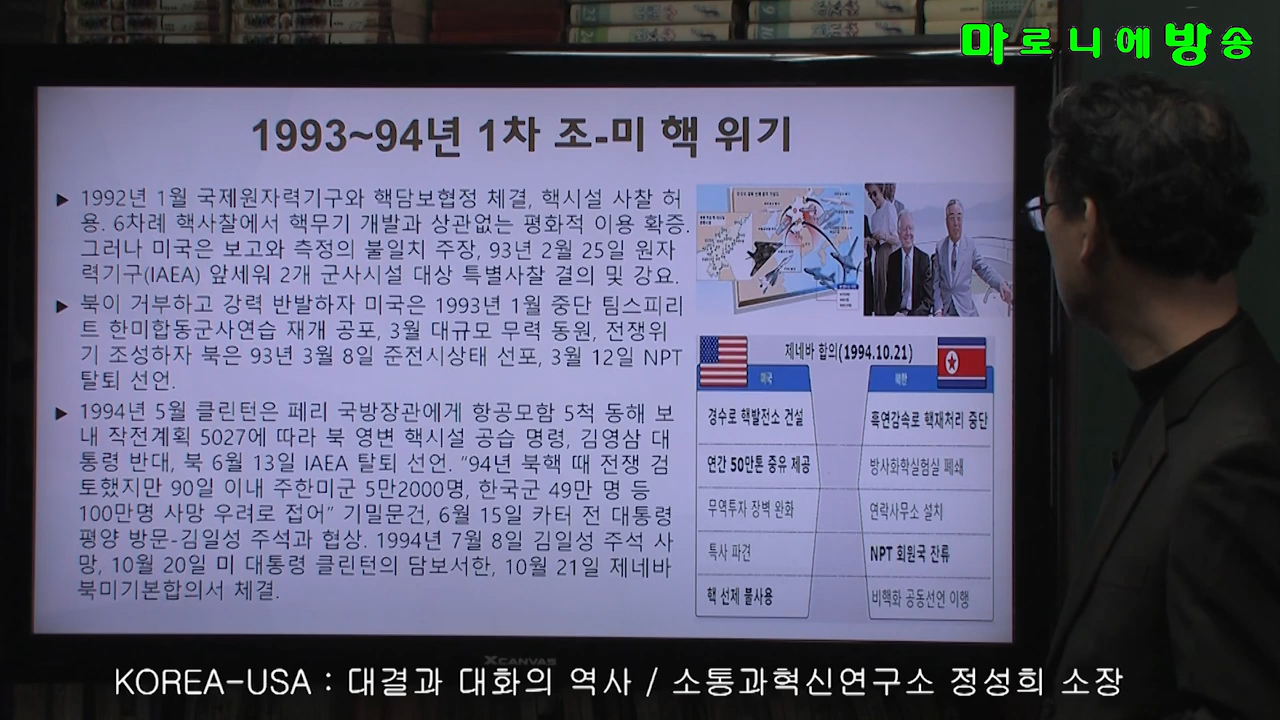 마로니에방송
1993~94년 1차 조-미 핵 위기
▶ 1992년 1월 국제원자력기구와 핵담보협정 체결, 핵시설 사찰 허
용. 6차례 핵사찰에서 핵무기 개발과 상관없는 평화적 이용 확증.
그러나 미국은 보고와 측정의 불일치 주장, 93년 2월 25일 원자
력기구(IAEA) 앞세워 2개 군사시설 대상 특별사찰 결의 및 강요.
▶ 북이 거부하고 강력 반발하자 미국은 1993년 1월 중단 팀스피리
트 한미합동군사연습 재개 공포, 3월 대규모 무력 동원, 전쟁위
기 조성하자 북은 93년 3월 8일 준전시상태 선포, 3월 12일 NPT
탈퇴 선언.
▶ 1994년 5월 클린턴은 페리 국방장관에게 항공모함 5척 동해 보
내 작전계획 5027에 따라 북 영변 핵시설 공습 명령, 김영삼 대
통령 반대, 북 6월 13일 IAEA 탈퇴 선언. "94년 북핵 때 전쟁 검
토했지만 90일 이내 주한미군 5만2000명, 한국군 49만 명 등
100만명 사망 우려로 접어" 기밀문건, 6월 15일 카터 전 대통령
평양 방문-김일성 주석과 협상. 1994년 7월 8일 김일성 주석 사
망, 10월 20일 미 대통령 클린턴의 담보서한, 10월 21일 제네바
북미기본합의서 체결.
제네바 합의(1994.10.21)
미국 북한
경수로 핵발전소 건설 흑연감속로 핵재처리 중단
연간 50만톤 중유 제공 방사화학실험실 폐쇄
무역투자 장벽 완화 연락사무소 설치
특사 파견 NPT 회원국 잔류
핵 선제 불사용 비핵화 공동선언 이행
XCANVAS
KOREA-USA : 대결과 대화의 역사 / 소통과혁신연구소 정성희 소장